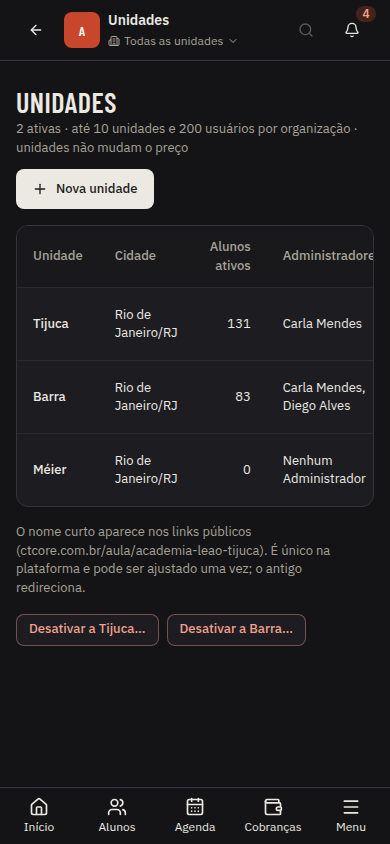 4
A
Unidades
Todas as unidades
UNIDADES
2 ativas · até 10 unidades e 200 usuários por organização ·
unidades não mudam o preço
Nova unidade
Unidade Cidade Alunos ativos Administradore
Tijuca Rio de Janeiro/RJ 131 Carla Mendes
Barra Rio de Janeiro/RJ 83 Carla Mendes, Diego Alves
Méier Rio de Janeiro/RJ 0 Nenhum Administrador
O nome curto aparece nos links públicos
(ctcore.com.br/aula/academia-leao-tijuca). É único na
plataforma e pode ser ajustado uma vez; o antigo
redireciona.
Desativar a Tijuca... Desativar a Barra...
Início Alunos Agenda Cobranças Menu